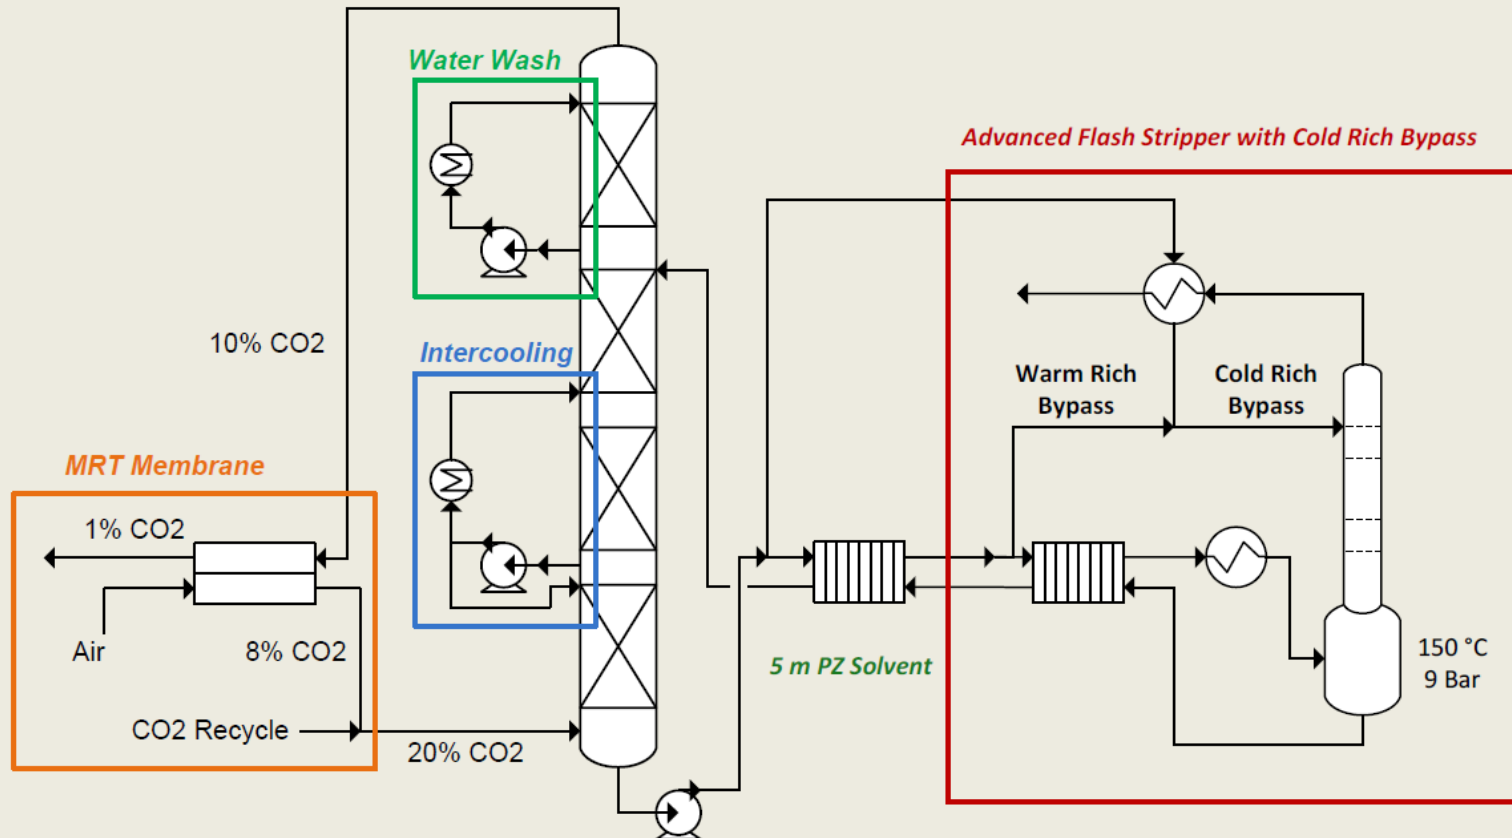 Water Wash
Advanced Flash Stripper with Cold Rich Bypass
10% CO2
Intercooling
Warm Rich
Bypass
Cold Rich
Bypass
MRT Membrane
1% CO2
Air
8% CO2
5 m PZ Solvent
150 °C
9 Bar
CO2 Recycle
20% CO2